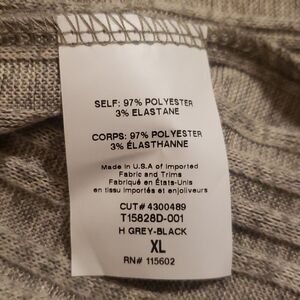 SELF: 97% POLYESTER
3% ELASTANE
CORPS: 97% POLYESTER
3% ÉLASTHANNE
Made in U.S.A of Imported
Fabric and Trims
Fabriqué en États-Unis
en tissu importés et enjoliveurs
CUT# 4300489
T15828D-001
H GREY-BLACK
XL
RN# 115602